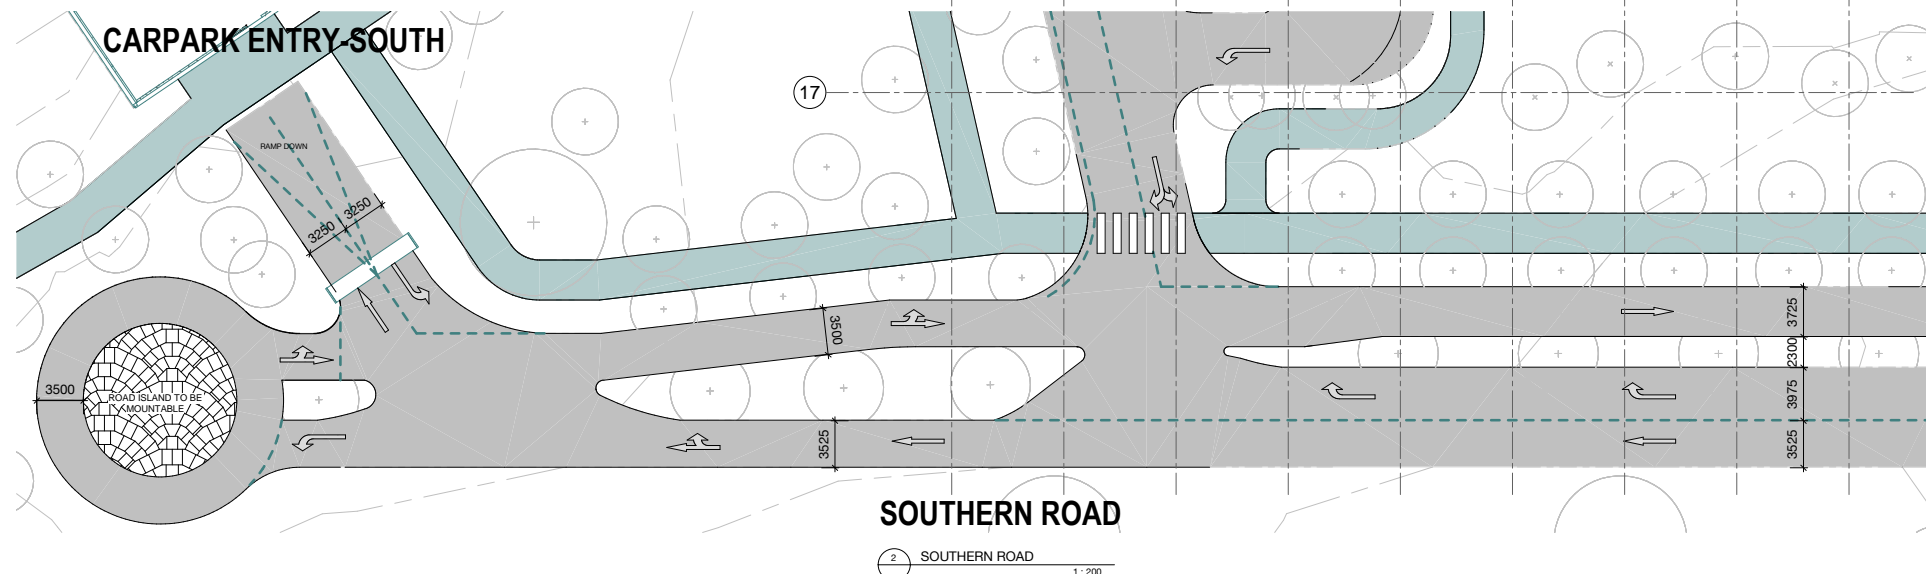 CARPARK ENTRY-SOUTH
17
RAMP DOWN
3250
3250
3500
3725
2300
3500
ROAD ISLAND TO BE
MOUNTABLE
3975
3525
3525
SOUTHERN ROAD
2
SOUTHERN ROAD
1 : 200